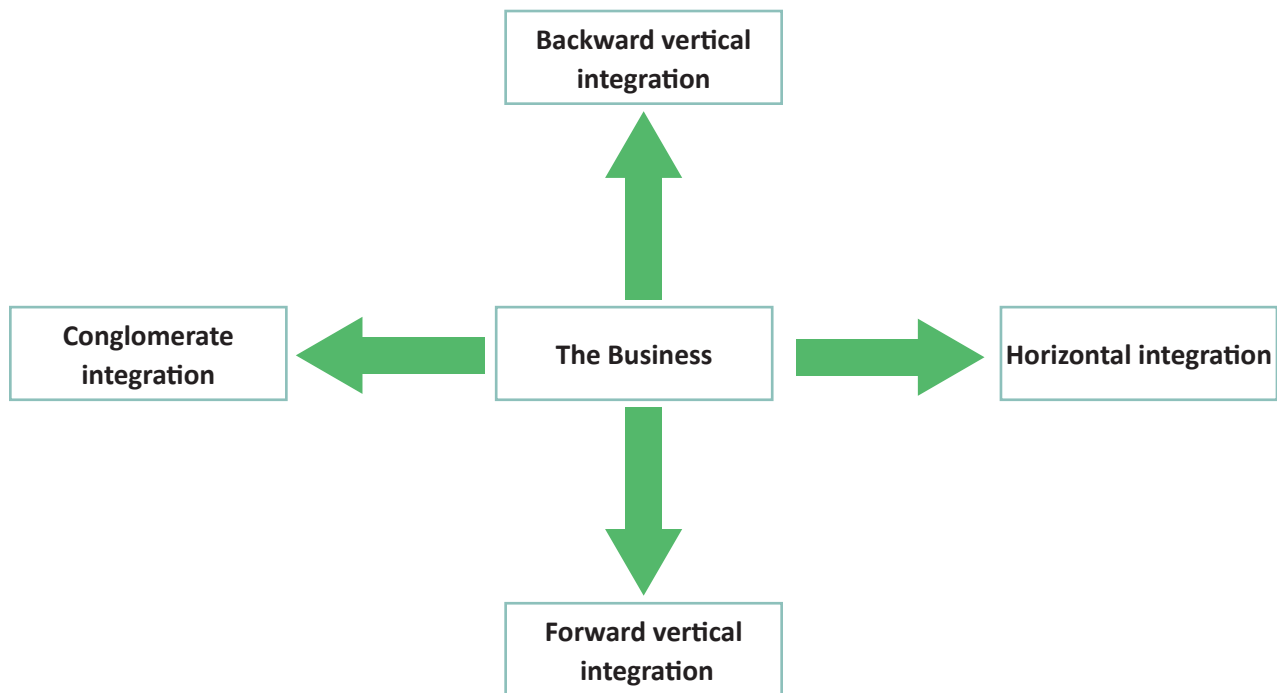 Backward vertical
integration
Conglomerate
integration
The Business
Horizontal integration
Forward vertical
integration